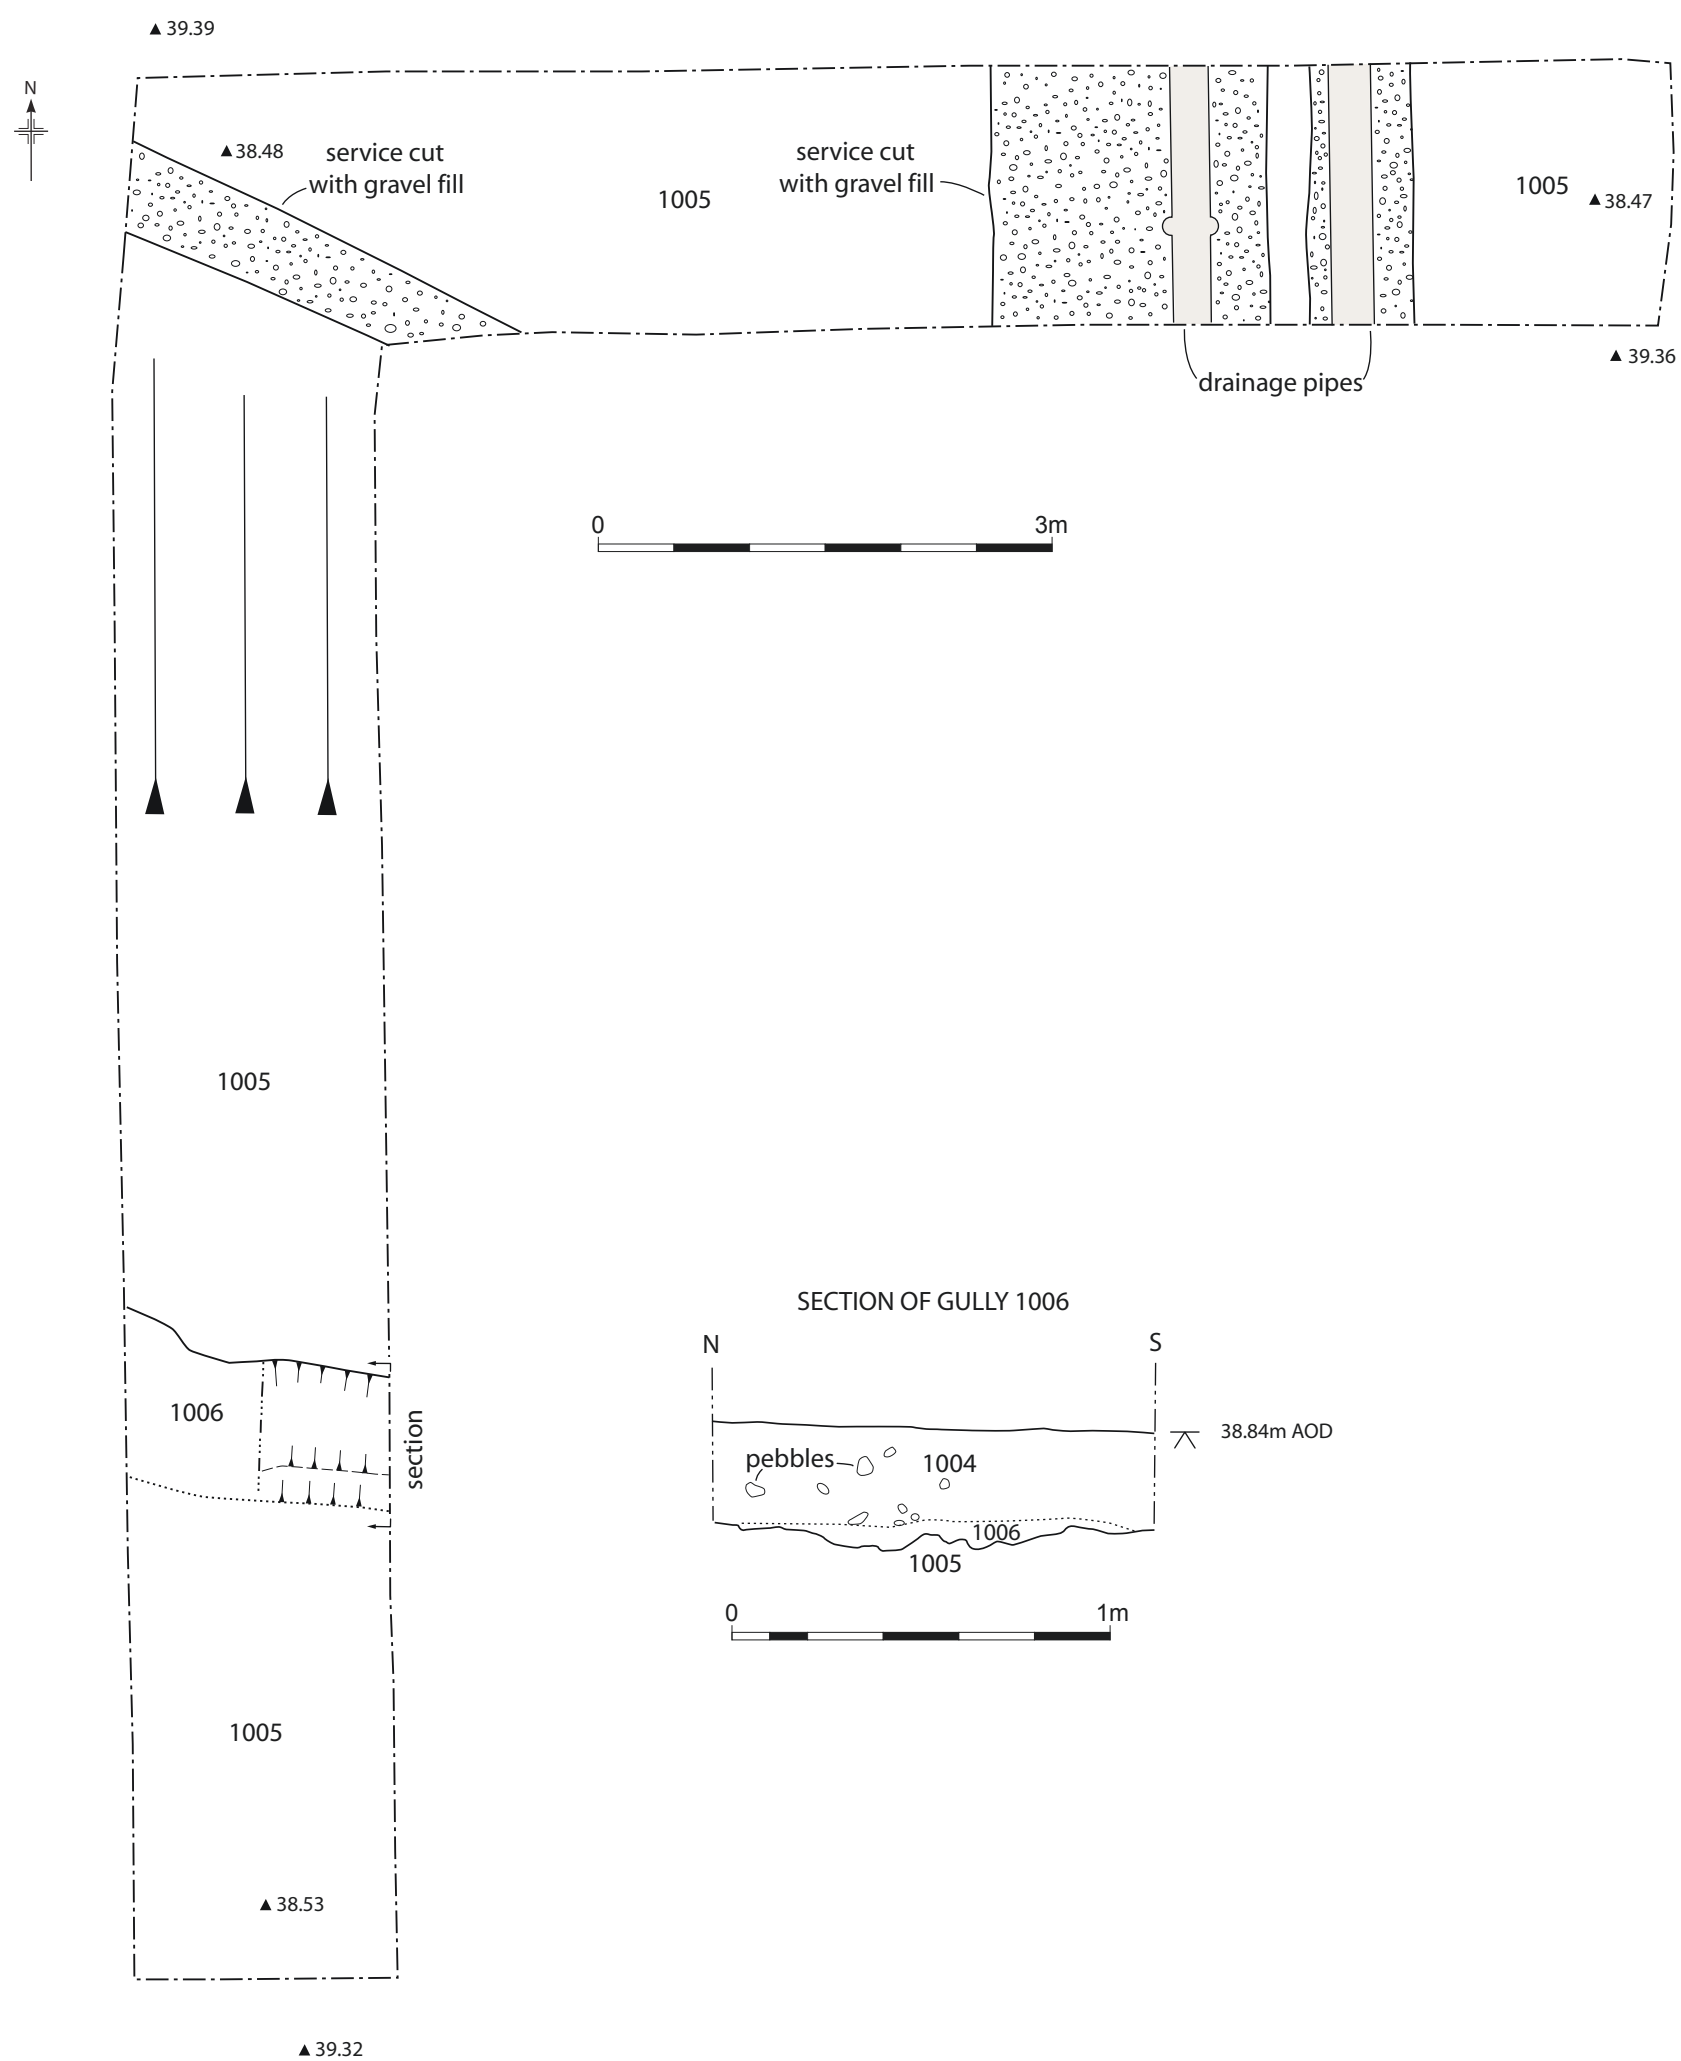 ▲ 39.39
N
▲ 38.48
service cut
with gravel fill
1005
service cut
with gravel fill
1005
▲ 38.47
▲ 39.36
drainage pipes
0 3m
1005
SECTION OF GULLY 1006
N S
1006
section
38.84m AOD
pebbles
1004
1006
1005
0 1m
1005
▲ 38.53
▲ 39.32